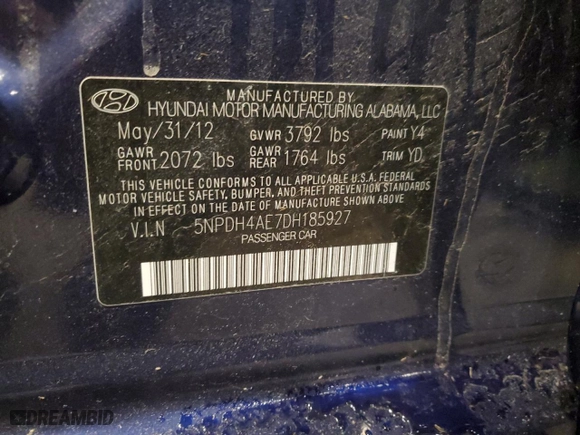 MANUFACTURED BY
HYUNDAI MOTOR MANUFACTURING ALABAMA, LLC
May/31/12 GVWR 3792 lbs PAINT Y4
GAWR FRONT 2072 lbs GAWR REAR 1764 lbs TRIM YD
THIS VEHICLE CONFORMS TO ALL APPLICABLE U.S.A. FEDERAL
MOTOR VEHICLE SAFETY, BUMPER, AND THEFT PREVENTION STANDARDS
IN EFFECT ON THE DATE OF MANUFACTURE SHOWN ABOVE.
V.I.N 5NPDH4AE7DH185927
PASSENGER CAR
DREAMBID